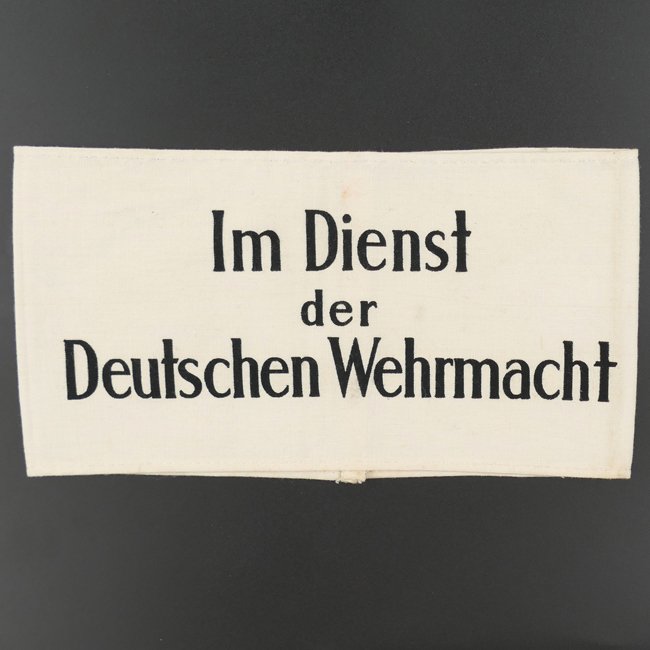 Im Dienst
der
Deutschen Wehrmacht